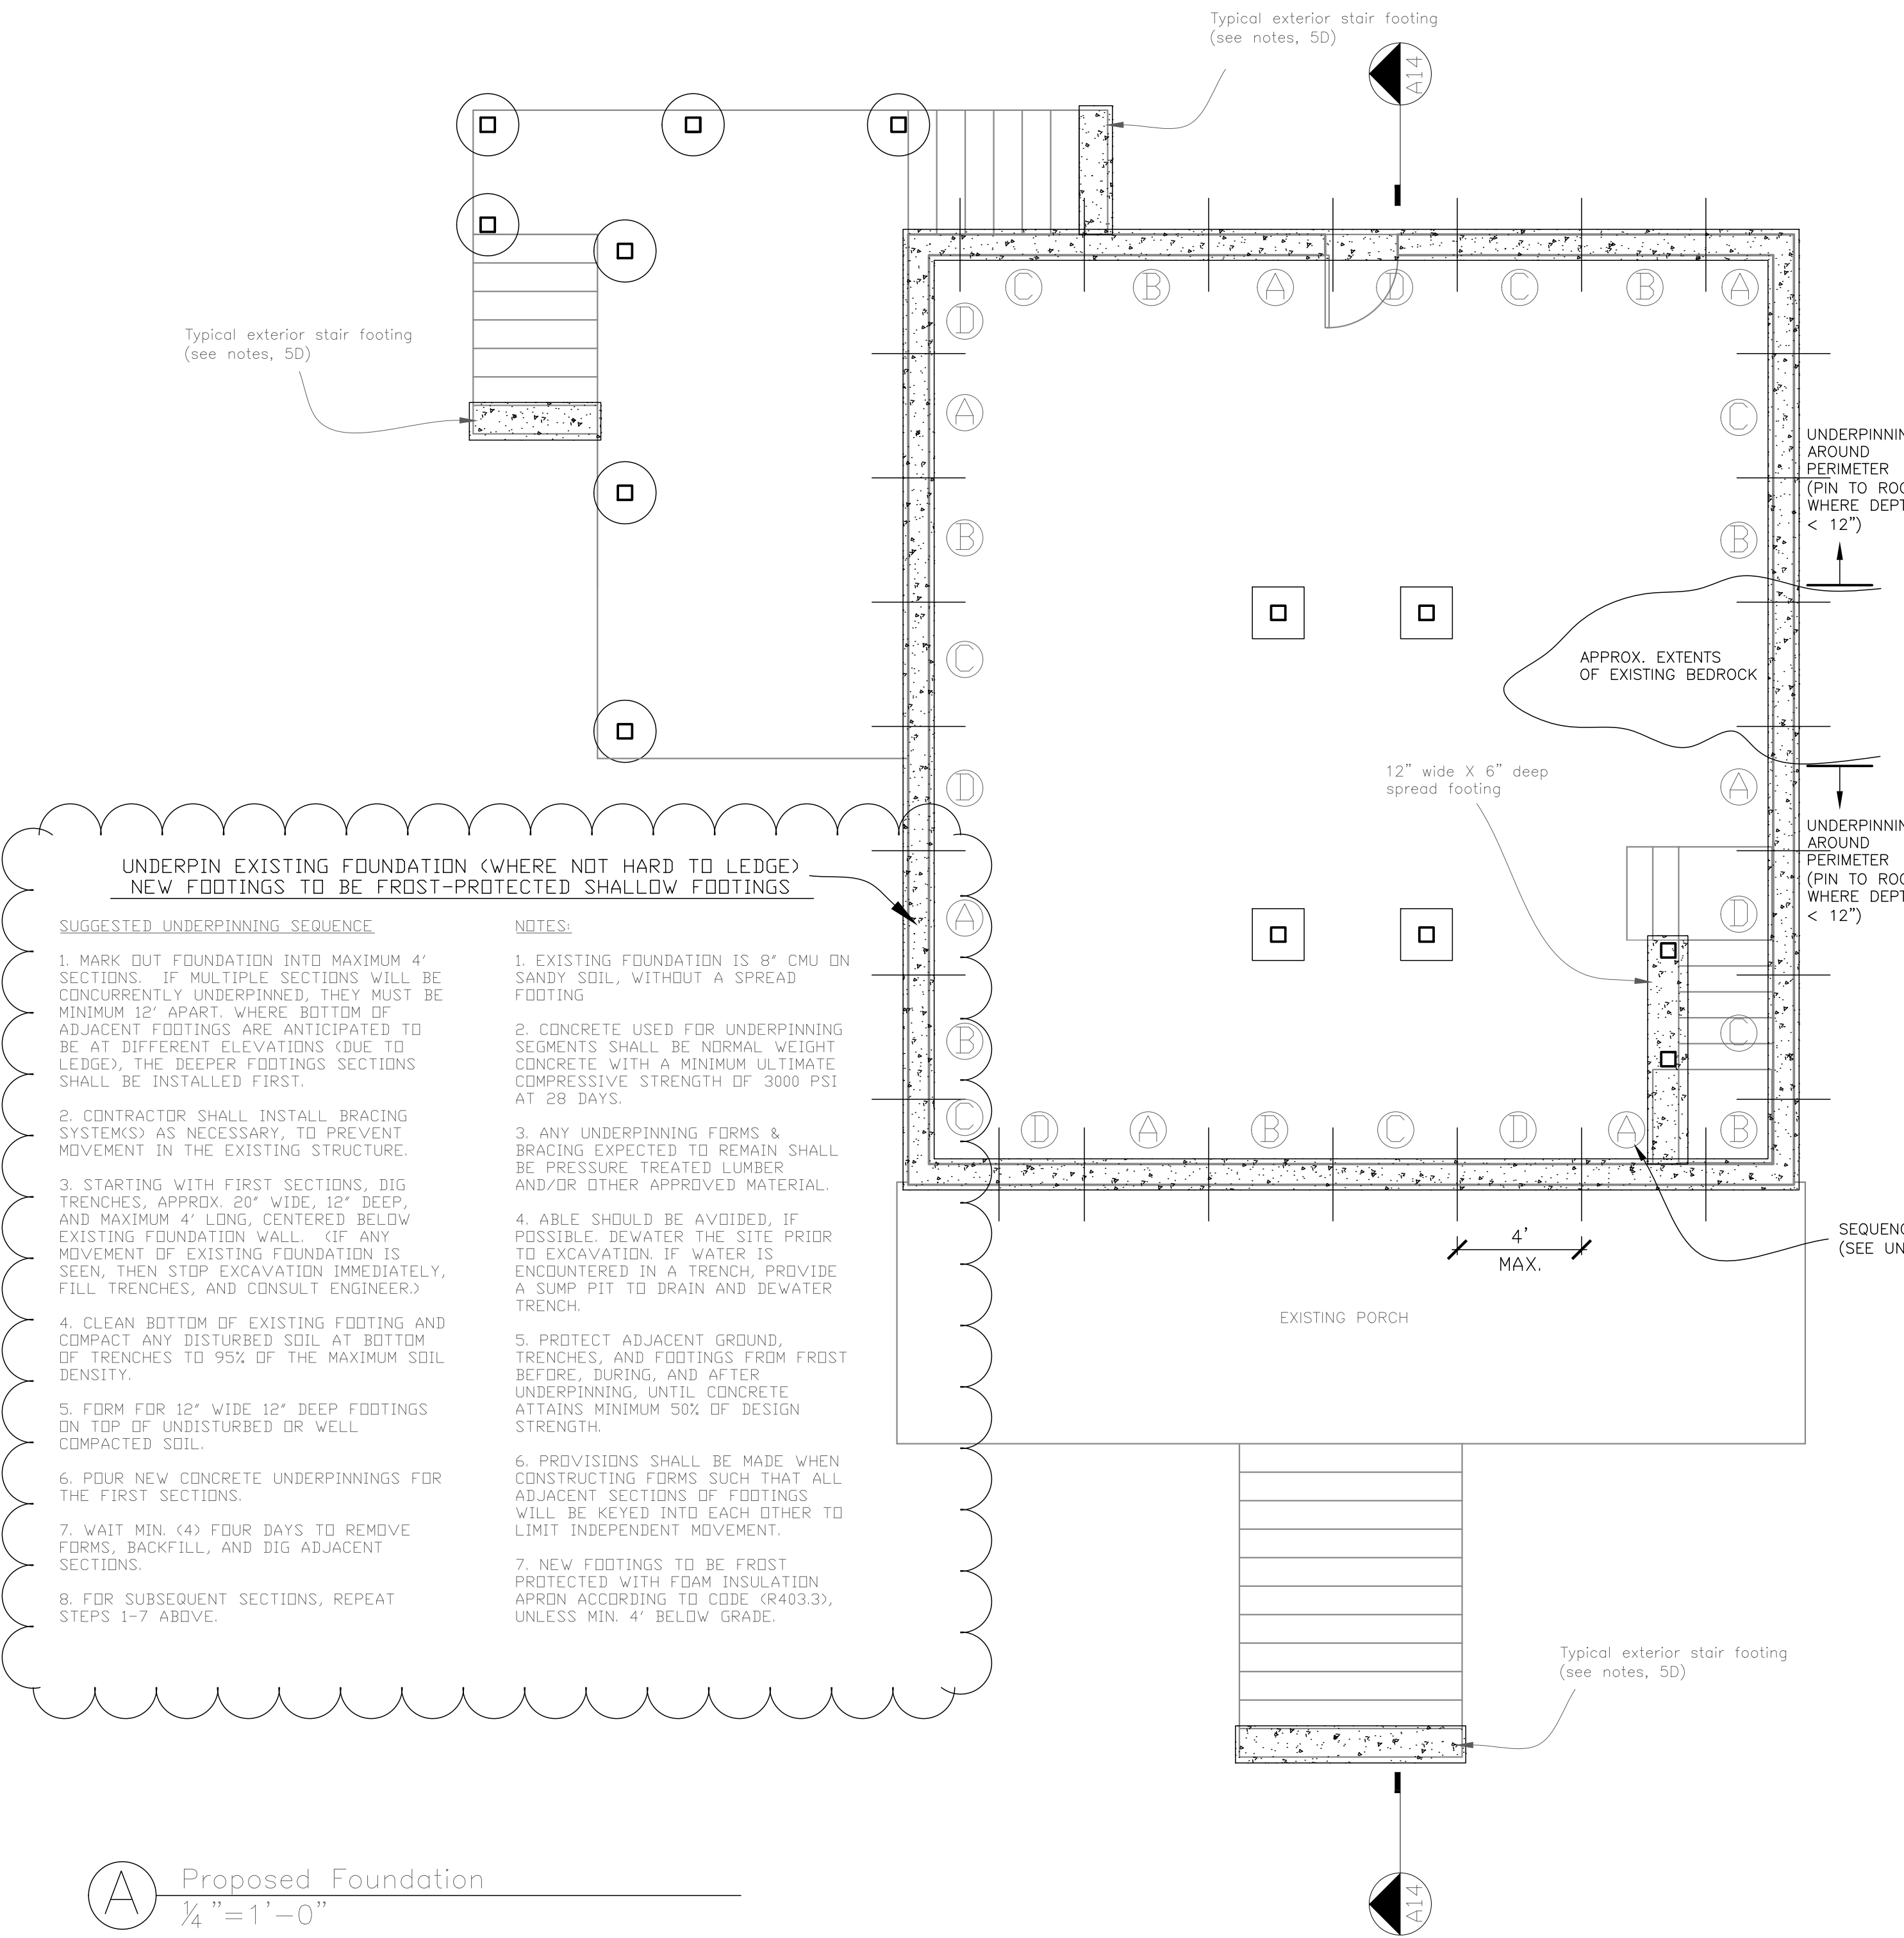 Typical exterior stair footing
(see notes, 5D)
A14
Typical exterior stair footing
(see notes, 5D)
C
B
A
D
C
B
A
D
A
B
C
D
A
B
C
C
B
A
D
C
B
D
A
B
C
D
A
UNDERPINNIN
AROUND
PERIMETER
(PIN TO ROC
WHERE DEPT
< 12")
APPROX. EXTENTS
OF EXISTING BEDROCK
12" wide X 6" deep
spread footing
UNDERPINNIN
AROUND
PERIMETER
(PIN TO ROC
WHERE DEPT
< 12")
UNDERPIN EXISTING FOUNDATION (WHERE NOT HARD TO LEDGE)
NEW FOOTINGS TO BE FROST-PROTECTED SHALLOW FOOTINGS
SUGGESTED UNDERPINNING SEQUENCE
1. MARK OUT FOUNDATION INTO MAXIMUM 4'
SECTIONS. IF MULTIPLE SECTIONS WILL BE
CONCURRENTLY UNDERPINNED, THEY MUST BE
MINIMUM 12' APART. WHERE BOTTOM OF
ADJACENT FOOTINGS ARE ANTICIPATED TO
BE AT DIFFERENT ELEVATIONS (DUE TO
LEDGE), THE DEEPER FOOTINGS SECTIONS
SHALL BE INSTALLED FIRST.
2. CONTRACTOR SHALL INSTALL BRACING
SYSTEM(S) AS NECESSARY, TO PREVENT
MOVEMENT IN THE EXISTING STRUCTURE.
3. STARTING WITH FIRST SECTIONS, DIG
TRENCHES, APPROX. 20" WIDE, 12" DEEP,
AND MAXIMUM 4' LONG, CENTERED BELOW
EXISTING FOUNDATION WALL. (IF ANY
MOVEMENT OF EXISTING FOUNDATION IS
SEEN, THEN STOP EXCAVATION IMMEDIATELY,
FILL TRENCHES, AND CONSULT ENGINEER.)
4. CLEAN BOTTOM OF EXISTING FOOTING AND
COMPACT ANY DISTURBED SOIL AT BOTTOM
OF TRENCHES TO 95% OF THE MAXIMUM SOIL
DENSITY.
5. FORM FOR 12" WIDE 12" DEEP FOOTINGS
ON TOP OF UNDISTURBED OR WELL
COMPACTED SOIL.
6. POUR NEW CONCRETE UNDERPINNINGS FOR
THE FIRST SECTIONS.
7. WAIT MIN. (4) FOUR DAYS TO REMOVE
FORMS, BACKFILL, AND DIG ADJACENT
SECTIONS.
8. FOR SUBSEQUENT SECTIONS, REPEAT
STEPS 1-7 ABOVE.
NOTES:
1. EXISTING FOUNDATION IS 8" CMU ON
SANDY SOIL, WITHOUT A SPREAD
FOOTING
2. CONCRETE USED FOR UNDERPINNING
SEGMENTS SHALL BE NORMAL WEIGHT
CONCRETE WITH A MINIMUM ULTIMATE
COMPRESSIVE STRENGTH OF 3000 PSI
AT 28 DAYS.
3. ANY UNDERPINNING FORMS &
BRACING EXPECTED TO REMAIN SHALL
BE PRESSURE TREATED LUMBER
AND/OR OTHER APPROVED MATERIAL.
4. ABLE SHOULD BE AVOIDED, IF
POSSIBLE. DEWATER THE SITE PRIOR
TO EXCAVATION. IF WATER IS
ENCOUNTERED IN A TRENCH, PROVIDE
A SUMP PIT TO DRAIN AND DEWATER
TRENCH.
5. PROTECT ADJACENT GROUND,
TRENCHES, AND FOOTINGS FROM FROST
BEFORE, DURING, AND AFTER
UNDERPINNING, UNTIL CONCRETE
ATTAINS MINIMUM 50% OF DESIGN
STRENGTH.
6. PROVISIONS SHALL BE MADE WHEN
CONSTRUCTING FORMS SUCH THAT ALL
ADJACENT SECTIONS OF FOOTINGS
WILL BE KEYED INTO EACH OTHER TO
LIMIT INDEPENDENT MOVEMENT.
7. NEW FOOTINGS TO BE FROST
PROTECTED WITH FOAM INSULATION
APRON ACCORDING TO CODE (R403.3),
UNLESS MIN. 4' BELOW GRADE.
D
A
B
C
4'
MAX.
SEQUENC
(SEE UN
EXISTING PORCH
Typical exterior stair footing
(see notes, 5D)
A14
A
Proposed Foundation
1/4"=1'-0"